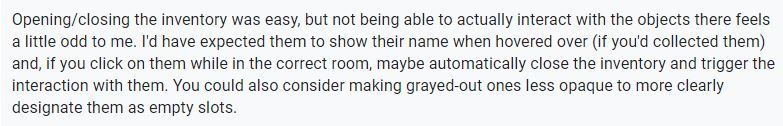 Opening/closing the inventory was easy, but not being able to actually interact with the objects there feels
a little odd to me. I'd have expected them to show their name when hovered over (if you'd collected them)
and, if you click on them while in the correct room, maybe automatically close the inventory and trigger the
interaction with them. You could also consider making grayed-out ones less opaque to more clearly
designate them as empty slots.